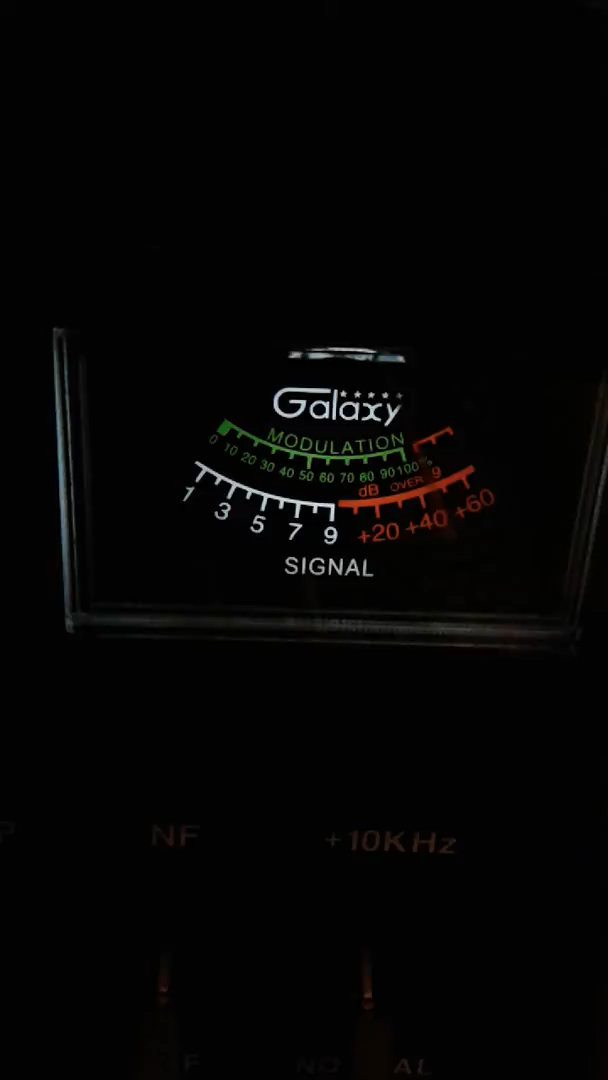 Galaxy
MODULATION
0 10 20 30 40 50 60 70 80 90 100 %
dB OVER 9
1 3 5 7 9 +20 +40 +60
SIGNAL
NF +10KHz